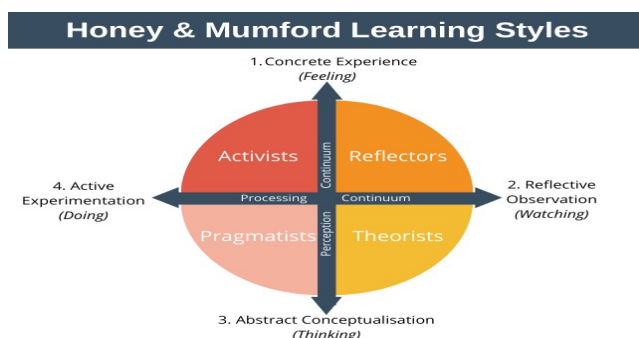 Honey & Mumford Learning Styles
1. Concrete Experience
(Feeling)
Activists
Reflectors
Continuum
4. Active
Experimentation
(Doing)
Processing
Continuum
2. Reflective
Observation
(Watching)
Perception
Pragmatists
Theorists
3. Abstract Conceptualisation
(Thinking)